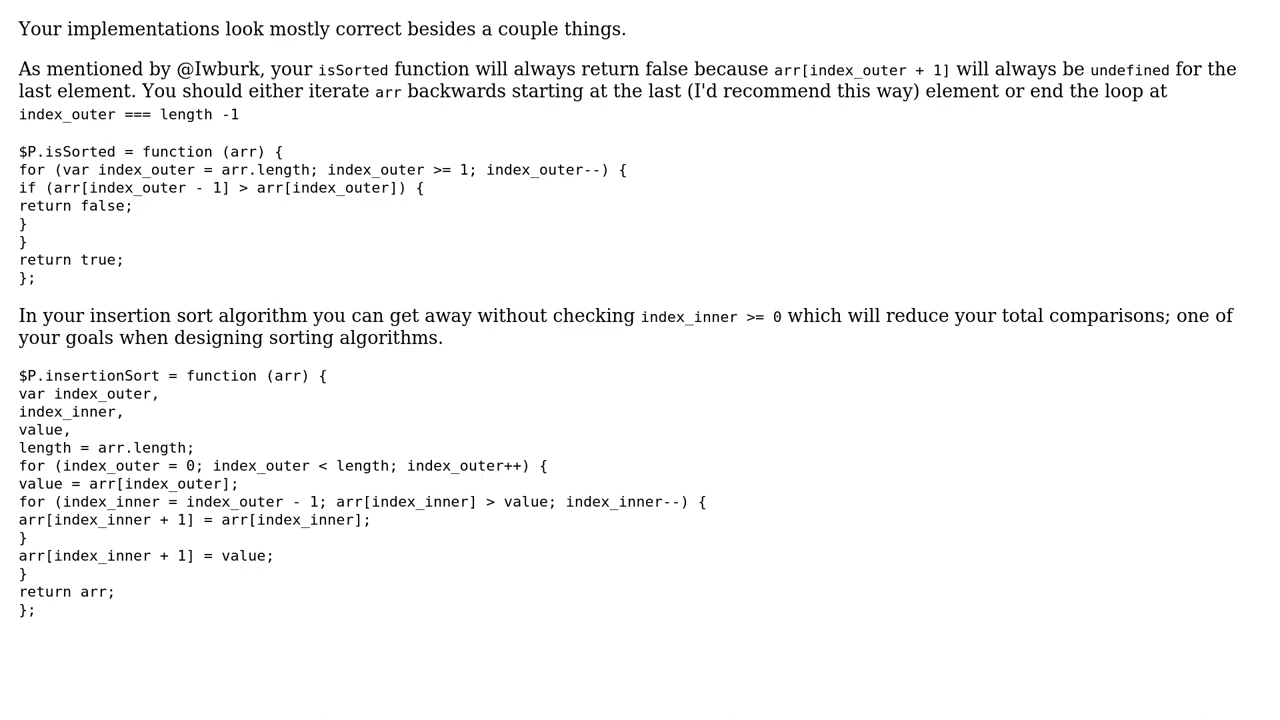 Your implementations look mostly correct besides a couple things.
As mentioned by @Iwburk, your isSorted function will always return false because arr[index_outer + 1] will always be undefined for the
last element. You should either iterate arr backwards starting at the last (I'd recommend this way) element or end the loop at
index_outer === length -1
$P.isSorted = function (arr) {
for (var index_outer = arr.length; index_outer >= 1; index_outer--) {
if (arr[index_outer - 1] > arr[index_outer]) {
return false;
}
}
return true;
};
In your insertion sort algorithm you can get away without checking index_inner >= 0 which will reduce your total comparisons; one of
your goals when designing sorting algorithms.
$P.insertionSort = function (arr) {
var index_outer,
index_inner,
value,
length = arr.length;
for (index_outer = 0; index_outer < length; index_outer++) {
value = arr[index_outer];
for (index_inner = index_outer - 1; arr[index_inner] > value; index_inner--) {
arr[index_inner + 1] = arr[index_inner];
}
arr[index_inner + 1] = value;
}
return arr;
};